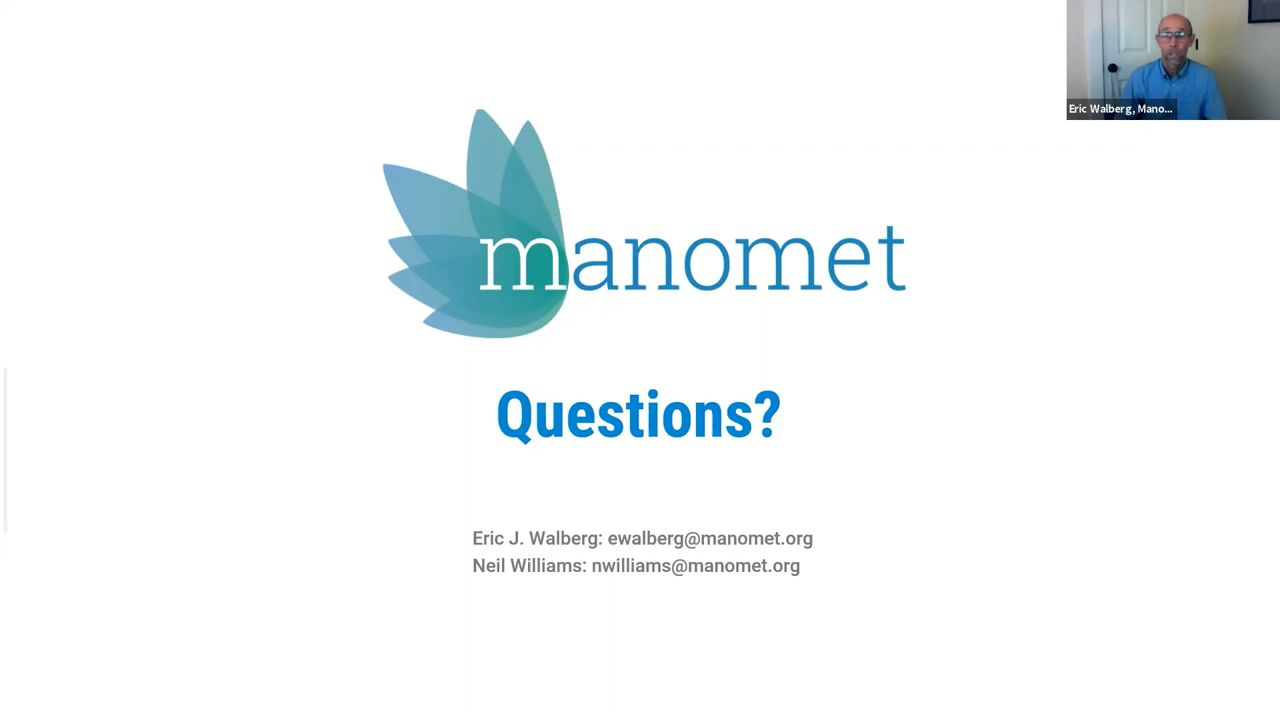 Eric Walberg, Mano...
manomet
Questions?
Eric J. Walberg: ewalberg@manomet.org
Neil Williams: nwilliams@manomet.org